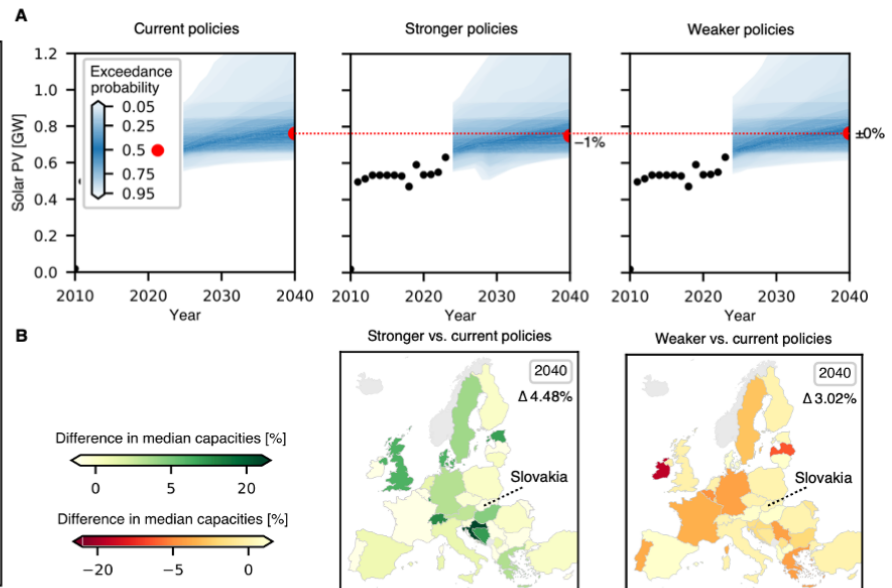 A
Current policies
Stronger policies
Weaker policies
Solar PV [GW]
1.2
1.0
0.8
0.6
0.4
0.2
0.0
Exceedance
probability
0.05
0.25
0.5
0.75
0.95
−1%
±0%
2010 2020 2030 2040
2010 2020 2030 2040
2010 2020 2030 2040
Year
Year
Year
B
Stronger vs. current policies
Weaker vs. current policies
2040
Δ 4.48%
Slovakia
2040
Δ 3.02%
Slovakia
Difference in median capacities [%]
0 5 20
Difference in median capacities [%]
−20 −5 0